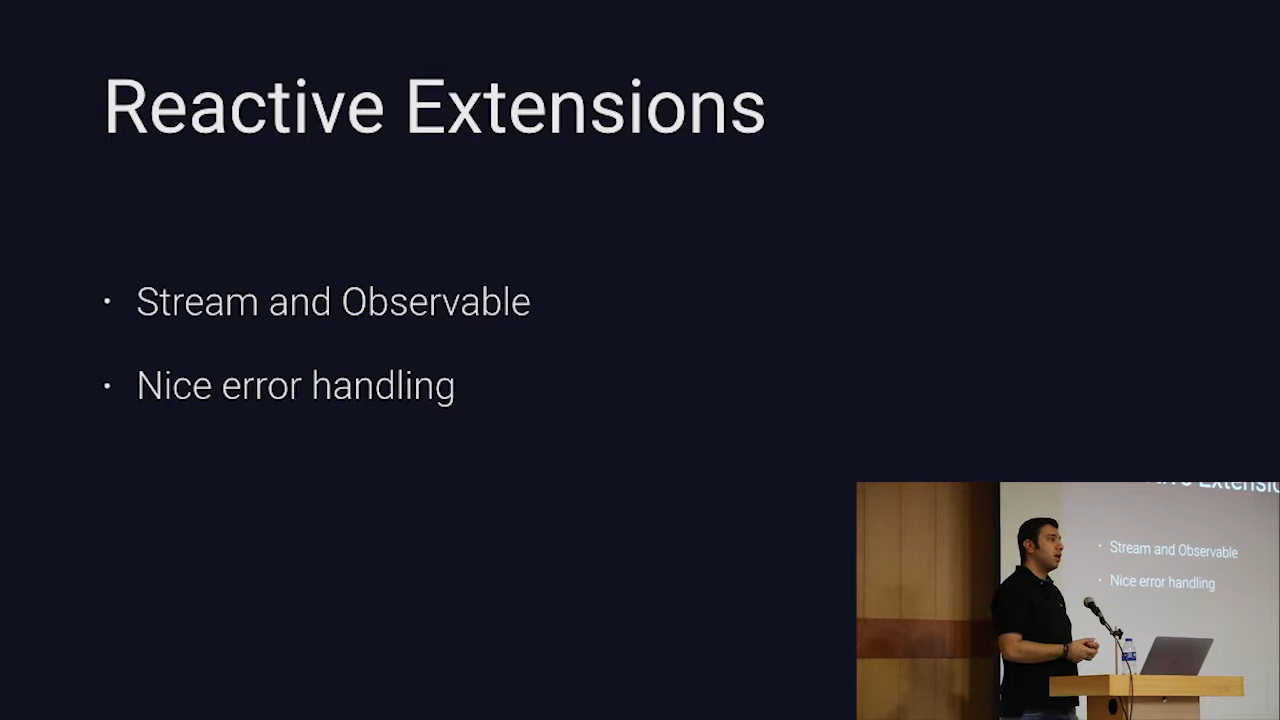 Reactive Extensions
· Stream and Observable
· Nice error handling
· Stream and Observable
· Nice error handling